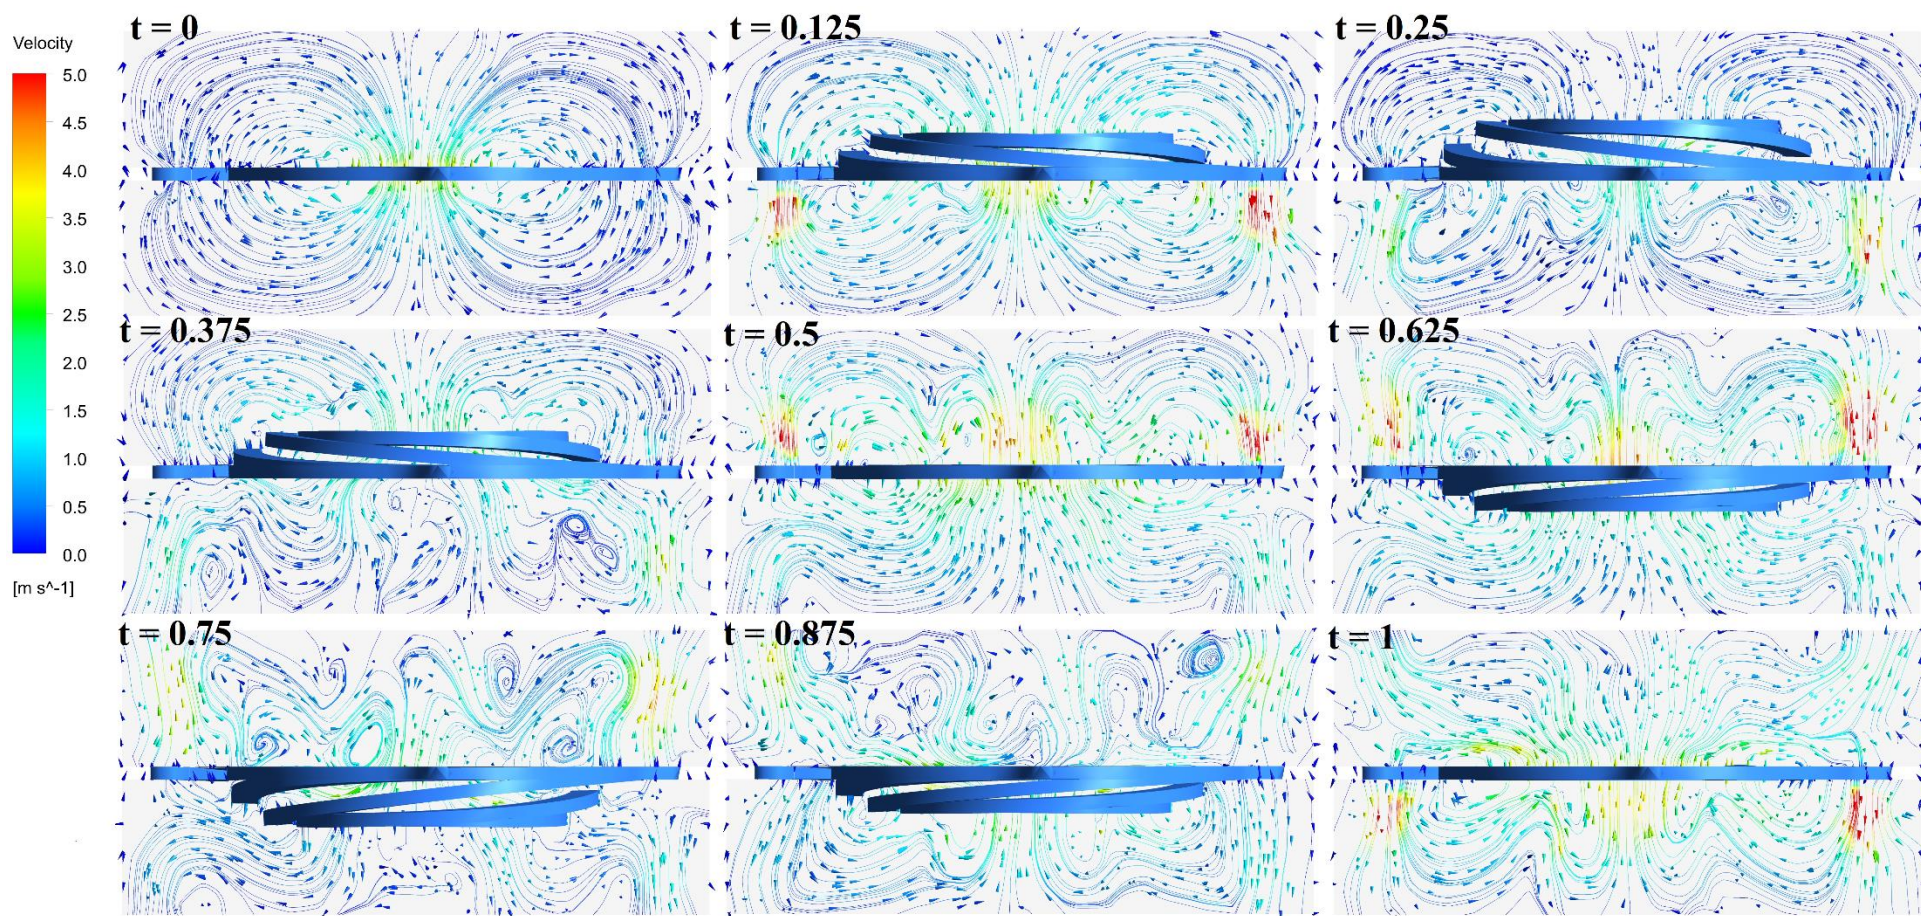 t = 0
t = 0.125
t = 0.25
Velocity
5.0
4.5
4.0
3.5
3.0
2.5
2.0
1.5
1.0
0.5
0.0
[m s^-1]
t = 0.375
t = 0.5
t = 0.625
t = 0.75
t = 0.875
t = 1